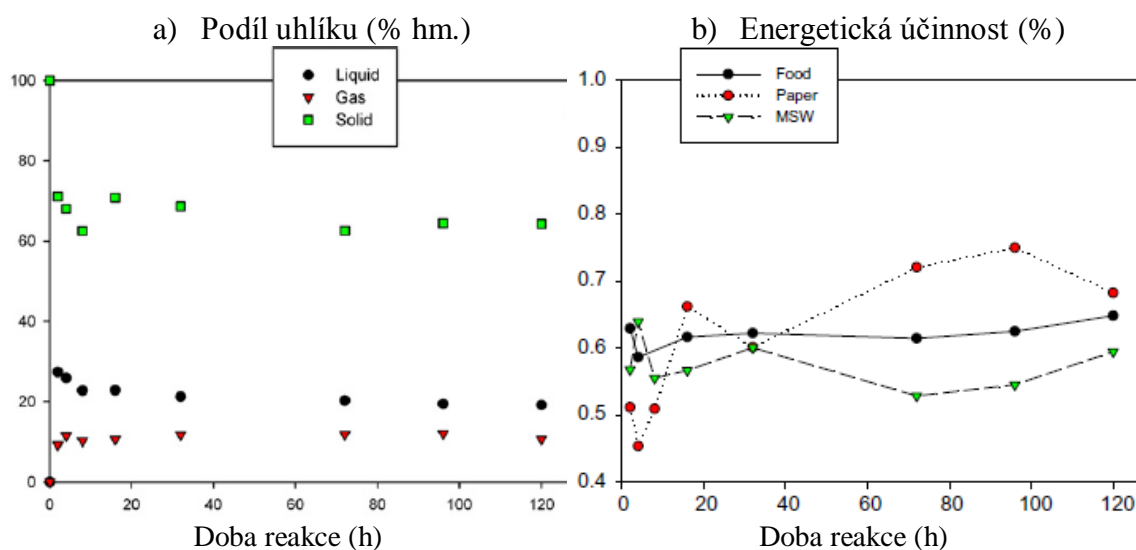 a) Podíl uhlíku (% hm.)
100
80
60
40
20
0
Liquid
Gas
Solid
0 20 40 60 80 100 120
Doba reakce (h)
b) Energetická účinnost (%)
1.0
0.9
0.8
0.7
0.6
0.5
0.4
Food
Paper
MSW
0 20 40 60 80 100 120
Doba reakce (h)